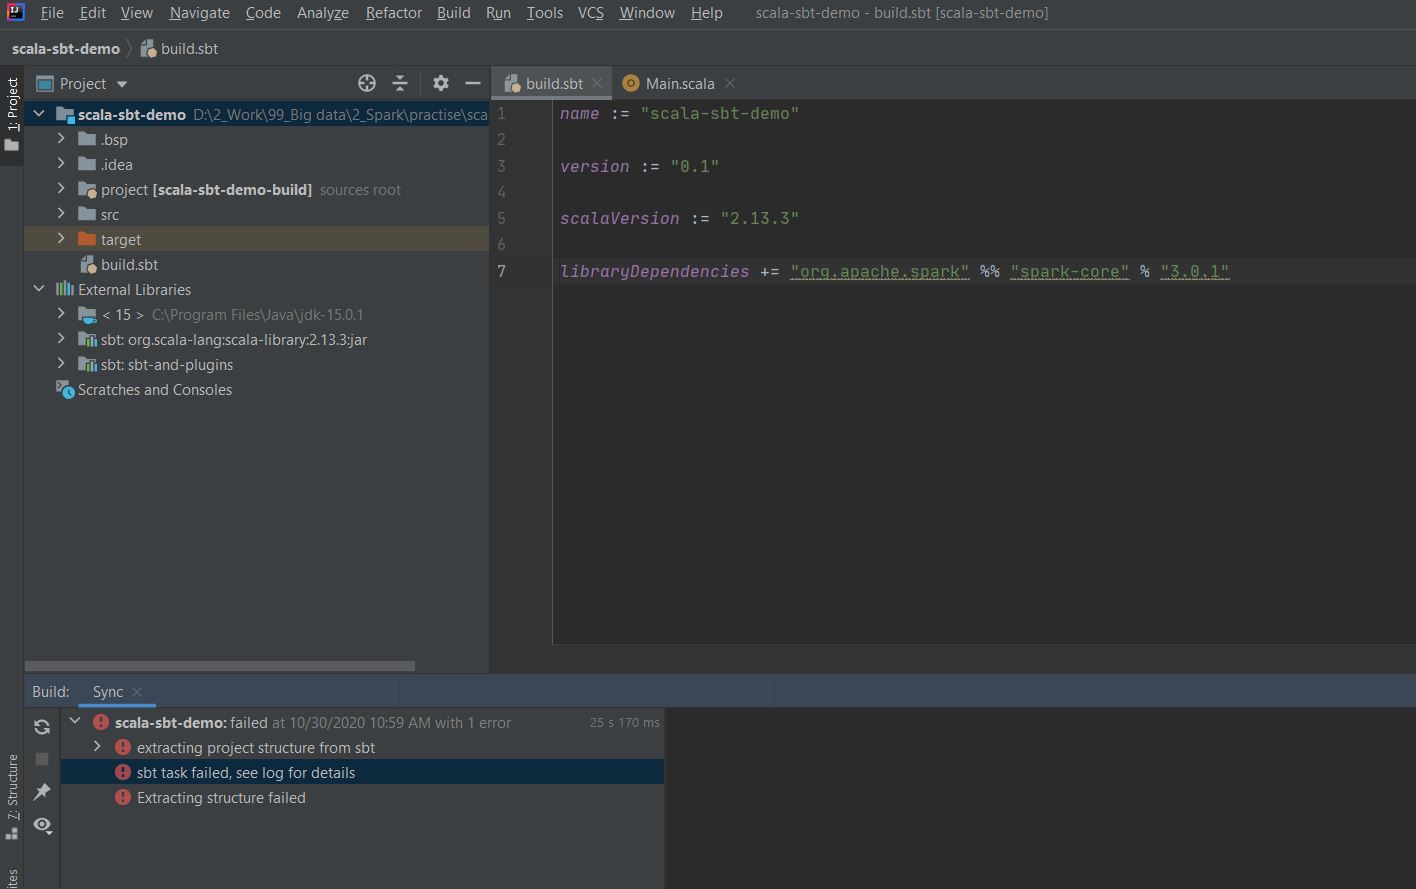 File Edit View Navigate Code Analyze Refactor Build Run Tools VCS Window Help scala-sbt-demo - build.sbt [scala-sbt-demo]
scala-sbt-demo build.sbt
1: Project
Project
build.sbt
Main.scala
scala-sbt-demo D:\2_Work\99_Big data\2_Spark\practise\sca
.bsp
.idea
project [scala-sbt-demo-build] sources root
src
target
build.sbt
External Libraries
< 15 > C:\Program Files\Java\jdk-15.0.1
sbt: org.scala-lang:scala-library:2.13.3:jar
sbt: sbt-and-plugins
Scratches and Consoles
1 name := "scala-sbt-demo"
2
3 version := "0.1"
4
5 scalaVersion := "2.13.3"
6
7 libraryDependencies += "org.apache.spark" %% "spark-core" % "3.0.1"
Build: Sync
scala-sbt-demo: failed at 10/30/2020 10:59 AM with 1 error 25 s 170 ms
extracting project structure from sbt
sbt task failed, see log for details
Extracting structure failed
7: Structure
ites